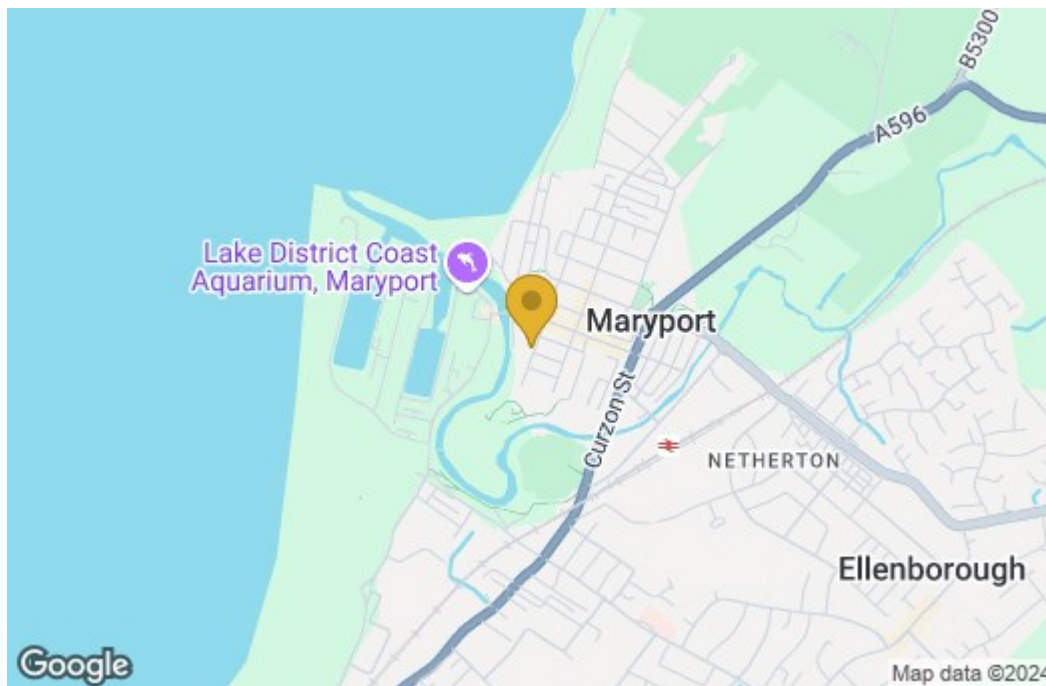 B5300
A596
Lake District Coast
Aquarium, Maryport
Maryport
Curzon St
NETHERTON
Ellenborough
Google
Map data ©2024